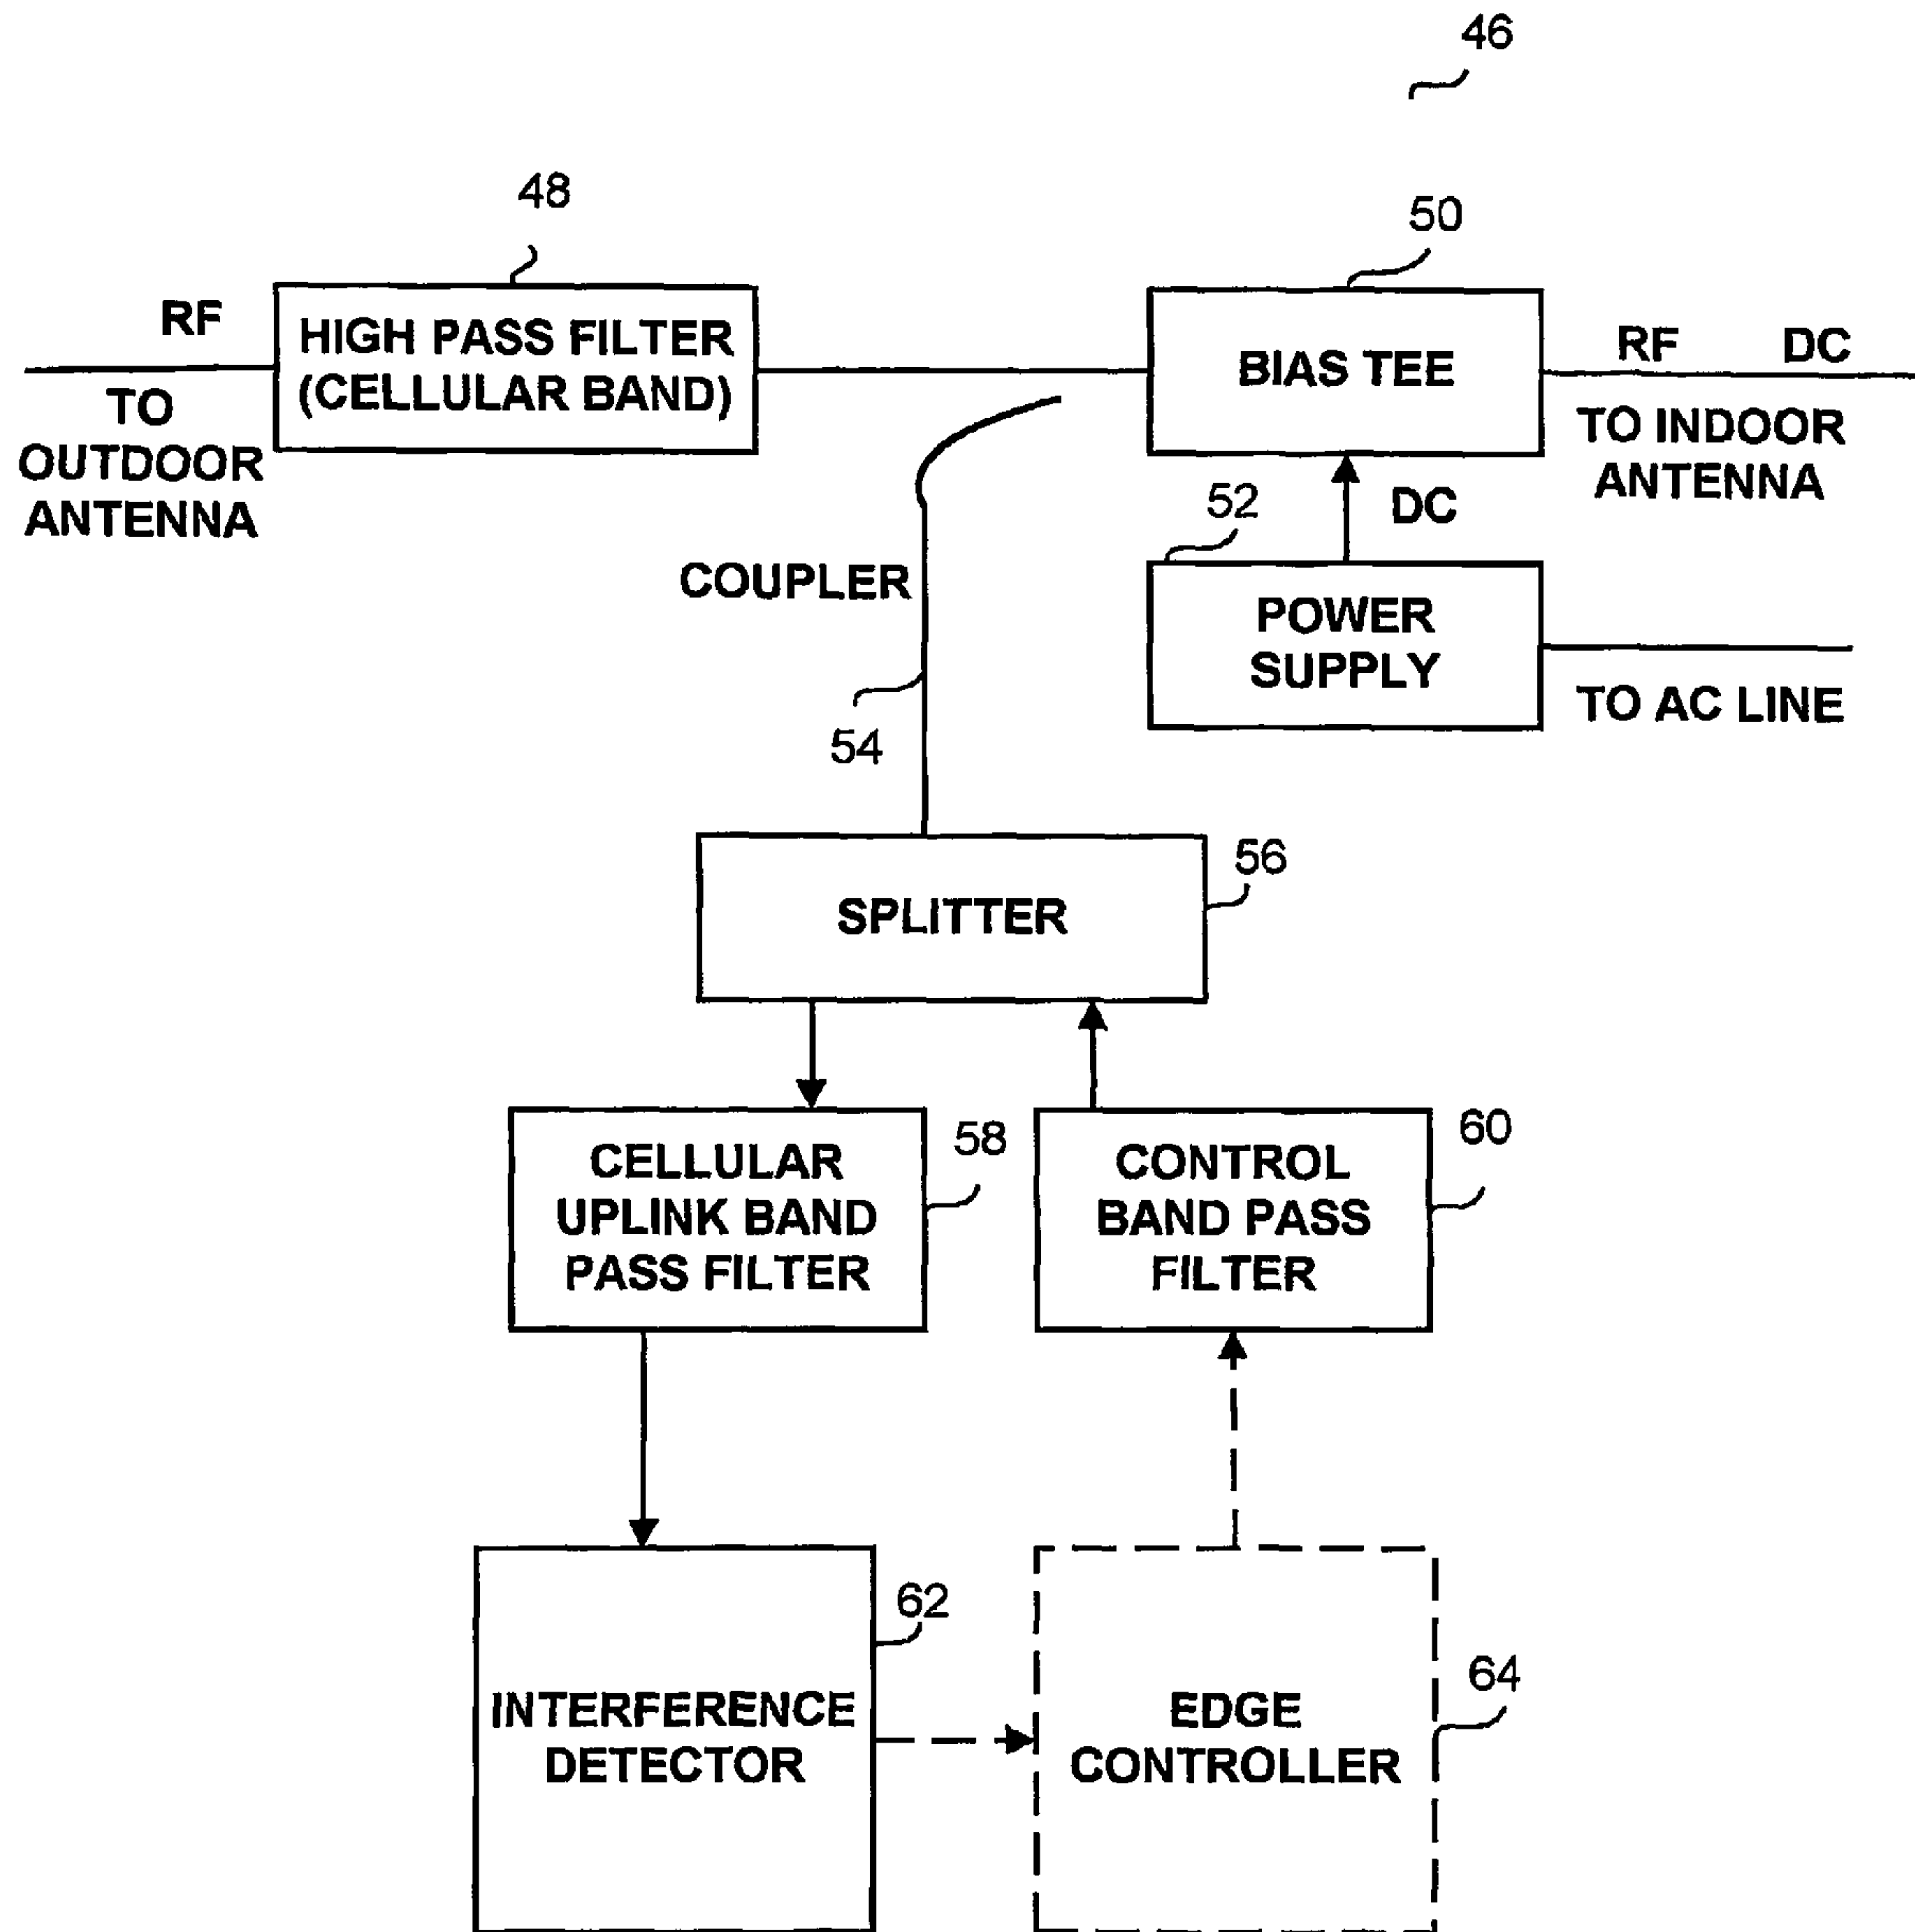 46
48
50
RF
HIGH PASS FILTER
(CELLULAR BAND)
BIAS TEE
RF DC
TO
OUTDOOR
ANTENNA
TO INDOOR
ANTENNA
52
DC
COUPLER
POWER
SUPPLY
TO AC LINE
54
56
SPLITTER
58
60
CELLULAR
UPLINK BAND
PASS FILTER
CONTROL
BAND PASS
FILTER
62
64
INTERFERENCE
DETECTOR
EDGE
CONTROLLER